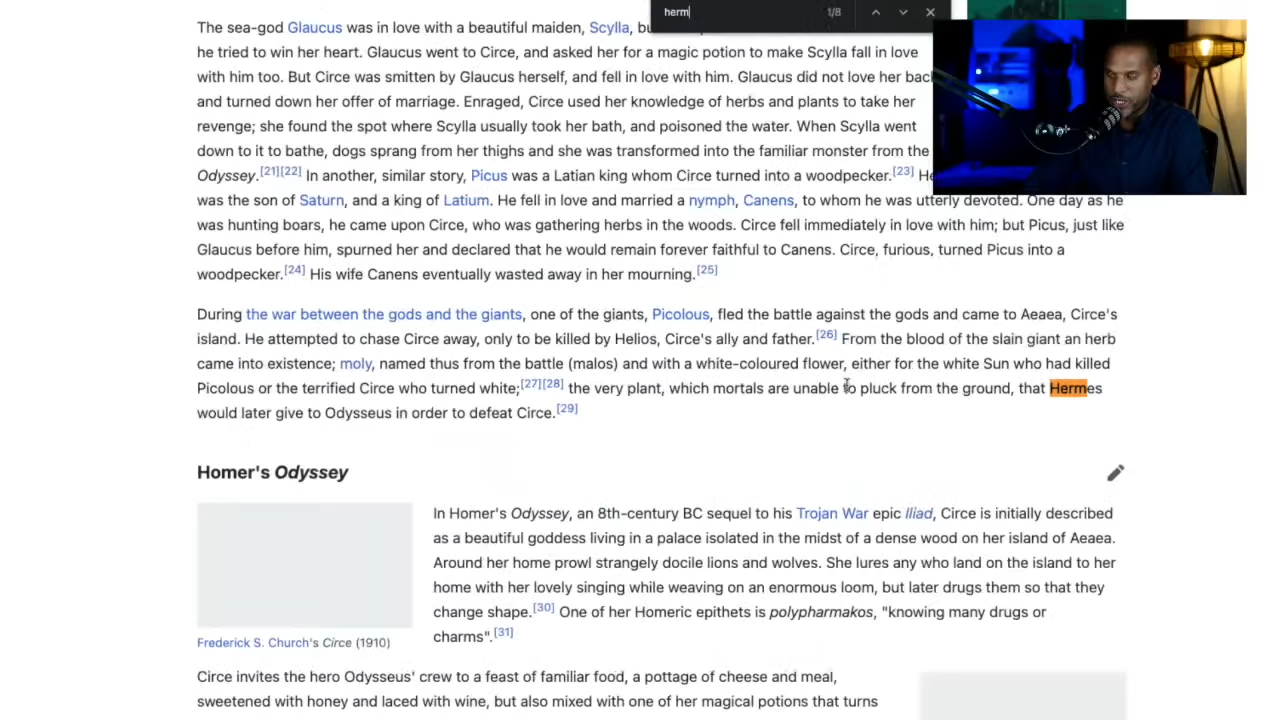 herm
1/8
The sea-god Glaucus was in love with a beautiful maiden, Scylla,
he tried to win her heart. Glaucus went to Circe, and asked her for a magic potion to make Scylla fall in love
with him too. But Circe was smitten by Glaucus herself, and fell in love with him. Glaucus did not love her
and turned down her offer of marriage. Enraged, Circe used her knowledge of herbs and plants to take her
revenge; she found the spot where Scylla usually took her bath, and poisoned the water. When Scylla went
down to it to bathe, dogs sprang from her thighs and she was transformed into the familiar monster from the
Odyssey.[21][22] In another, similar story, Picus was a Latian king whom Circe turned into a woodpecker.[23] He
was the son of Saturn, and a king of Latium. He fell in love and married a nymph, Canens, to whom he was utterly devoted. One day as he
was hunting boars, he came upon Circe, who was gathering herbs in the woods. Circe fell immediately in love with him; but Picus, just like
Glaucus before him, spurned her and declared that he would remain forever faithful to Canens. Circe, furious, turned Picus into a
woodpecker.[24] His wife Canens eventually wasted away in her mourning.[25]
During the war between the gods and the giants, one of the giants, Picolous, fled the battle against the gods and came to Aeaea, Circe's
island. He attempted to chase Circe away, only to be killed by Helios, Circe's ally and father.[26] From the blood of the slain giant an herb
came into existence; moly, named thus from the battle (malos) and with a white-coloured flower, either for the white Sun who had killed
Picolous or the terrified Circe who turned white;[27][28] the very plant, which mortals are unable to pluck from the ground, that Hermes
would later give to Odysseus in order to defeat Circe.[29]
Homer's Odyssey
In Homer's Odyssey, an 8th-century BC sequel to his Trojan War epic Iliad, Circe is initially described
as a beautiful goddess living in a palace isolated in the midst of a dense wood on her island of Aeaea.
Around her home prowl strangely docile lions and wolves. She lures any who land on the island to her
home with her lovely singing while weaving on an enormous loom, but later drugs them so that they
change shape.[30] One of her Homeric epithets is polypharmakos, "knowing many drugs or
charms".[31]
Frederick S. Church's Circe (1910)
Circe invites the hero Odysseus' crew to a feast of familiar food, a pottage of cheese and meal,
sweetened with honey and laced with wine, but also mixed with one of her magical potions that turns